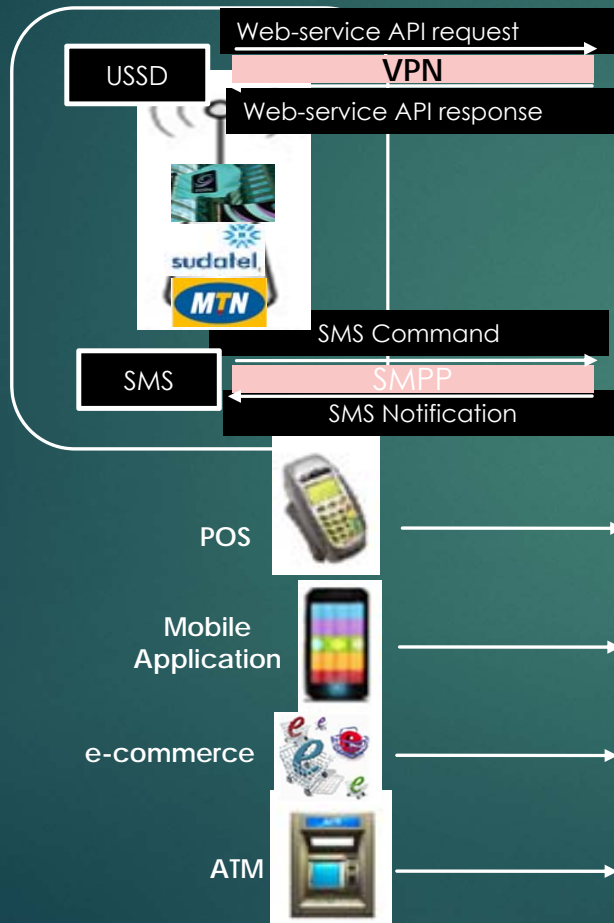 Web-service API request
USSD
VPN
Web-service API response
sudatel
MTN
SMS Command
SMS
SMPP
SMS Notification
POS
Mobile
Application
e-commerce
ATM